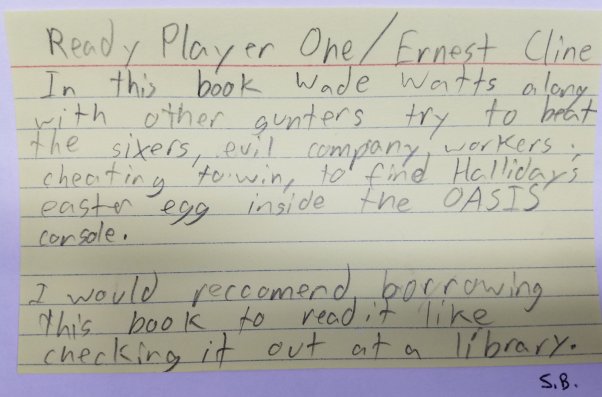 Ready Player One/Ernest Cline
In this book Wade Watts along
with other gunters try to beat
the sixers, evil company workers
cheating to win, to find Halliday's
easter egg inside the OASIS
console.
I would reccomend borrowing
this book to read it like
checking it out at a library.
S.B.